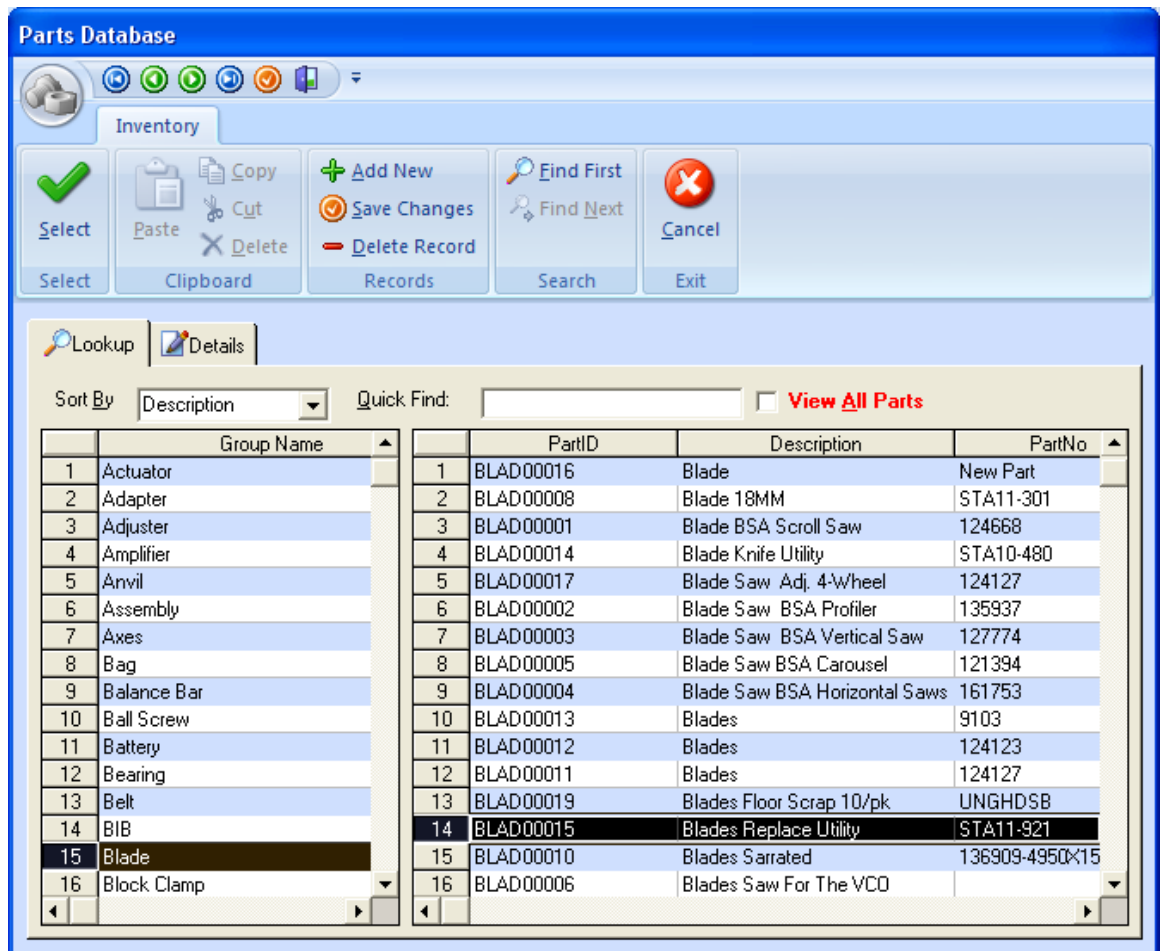 Parts Database
Inventory
Select
Paste
Copy
Cut
Delete
Add New
Save Changes
Delete Record
Find First
Find Next
Cancel
Select Clipboard Records Search Exit
Lookup Details
Sort By Description Quick Find: View All Parts
Group Name PartID Description PartNo
1 Actuator 1 BLAD00016 Blade New Part
2 Adapter 2 BLAD00008 Blade 18MM STA11-301
3 Adjuster 3 BLAD00001 Blade BSA Scroll Saw 124668
4 Amplifier 4 BLAD00014 Blade Knife Utility STA10-480
5 Anvil 5 BLAD00017 Blade Saw Adj. 4-Wheel 124127
6 Assembly 6 BLAD00002 Blade Saw BSA Profiler 135937
7 Axes 7 BLAD00003 Blade Saw BSA Vertical Saw 127774
8 Bag 8 BLAD00005 Blade Saw BSA Carousel 121394
9 Balance Bar 9 BLAD00004 Blade Saw BSA Horizontal Saws 161753
10 Ball Screw 10 BLAD00013 Blades 9103
11 Battery 11 BLAD00012 Blades 124123
12 Bearing 12 BLAD00011 Blades 124127
13 Belt 13 BLAD00019 Blades Floor Scrap 10/pk UNGHDSB
14 BIB 14 BLAD00015 Blades Replace Utility STA11-921
15 Blade 15 BLAD00010 Blades Sarrated 136909-4950X15
16 Block Clamp 16 BLAD00006 Blades Saw For The VCO